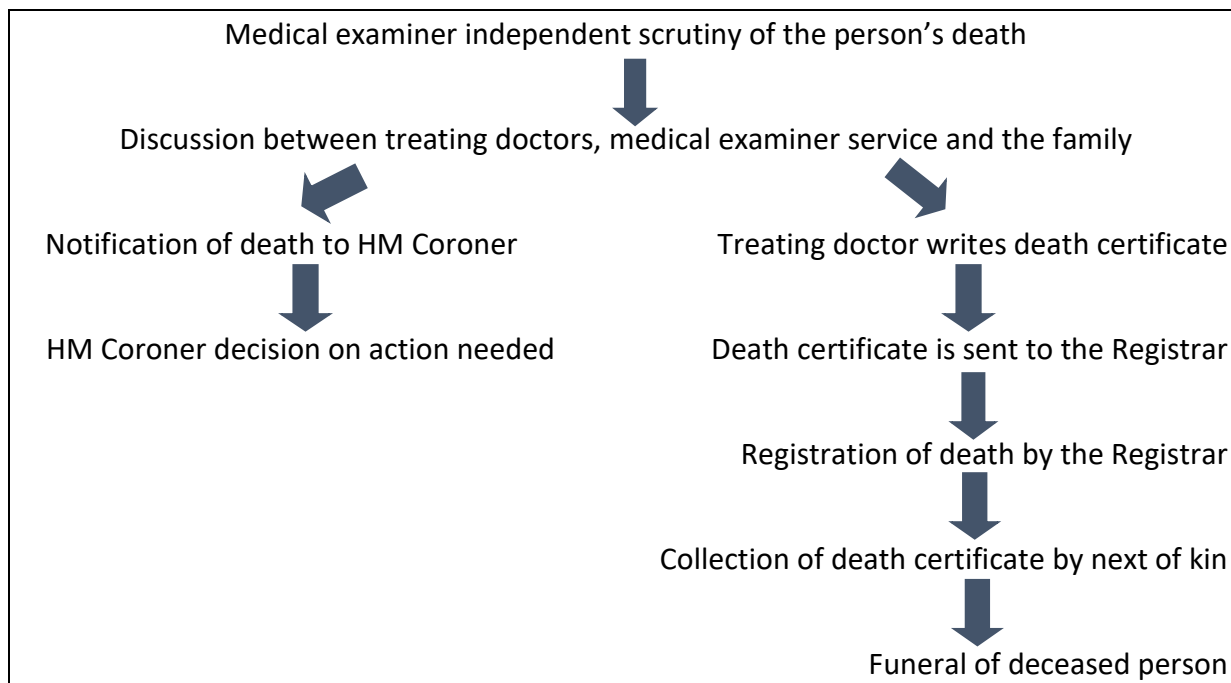 Medical examiner independent scrutiny of the person’s death
Discussion between treating doctors, medical examiner service and the family
Notification of death to HM Coroner
Treating doctor writes death certificate
HM Coroner decision on action needed
Death certificate is sent to the Registrar
Registration of death by the Registrar
Collection of death certificate by next of kin
Funeral of deceased person